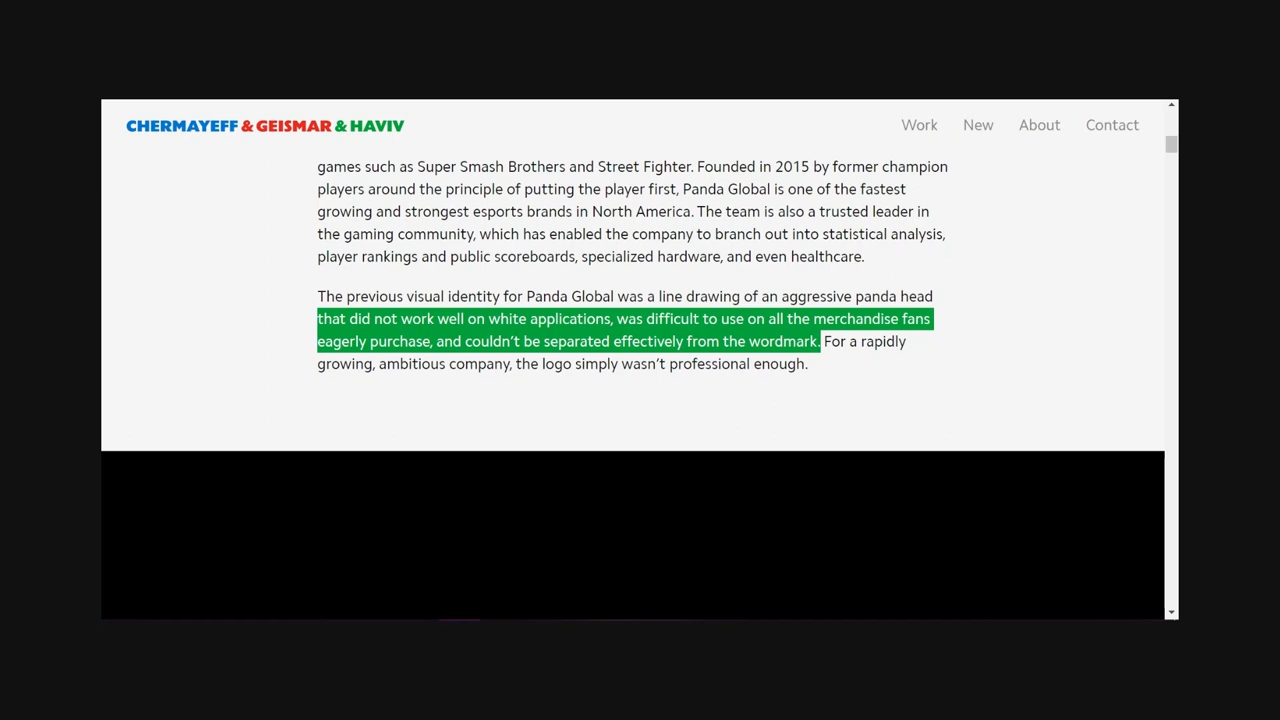 CHERMAYEFF & GEISMAR & HAVIV
Work New About Contact
games such as Super Smash Brothers and Street Fighter. Founded in 2015 by former champion
players around the principle of putting the player first, Panda Global is one of the fastest
growing and strongest esports brands in North America. The team is also a trusted leader in
the gaming community, which has enabled the company to branch out into statistical analysis,
player rankings and public scoreboards, specialized hardware, and even healthcare.
The previous visual identity for Panda Global was a line drawing of an aggressive panda head
that did not work well on white applications, was difficult to use on all the merchandise fans
eagerly purchase, and couldn’t be separated effectively from the wordmark. For a rapidly
growing, ambitious company, the logo simply wasn’t professional enough.